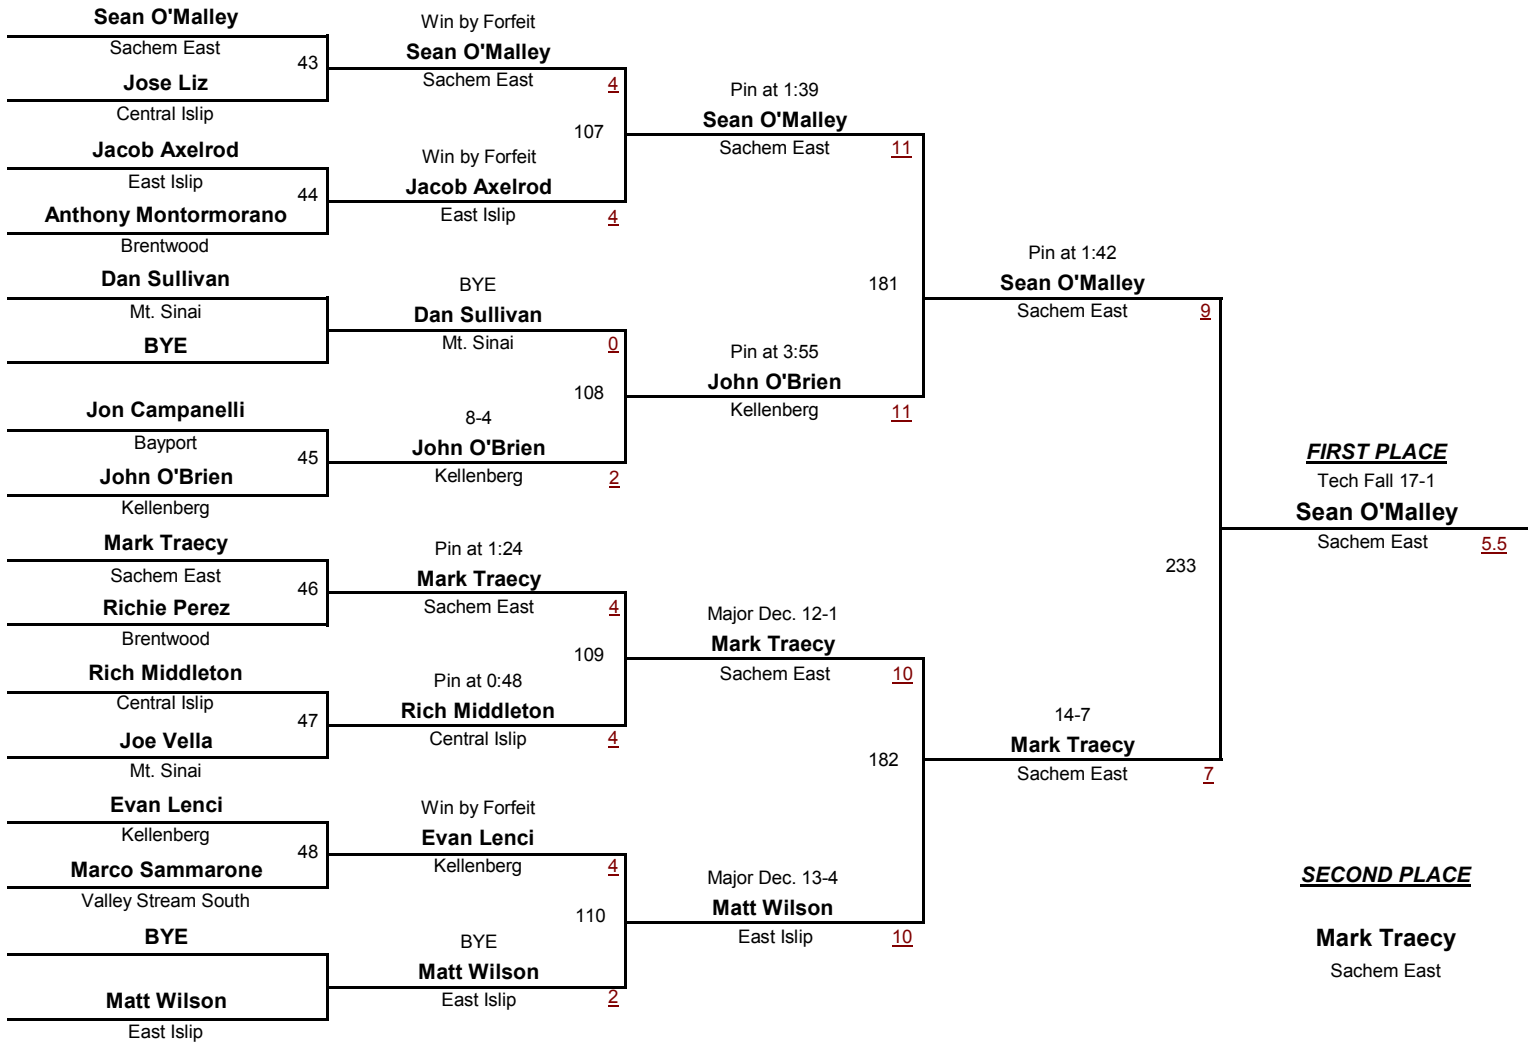 Sean O'Malley
Sachem East
43
Jose Liz
Central Islip
Jacob Axelrod
East Islip
44
Anthony Montormorano
Brentwood
Dan Sullivan
Mt. Sinai
BYE
Jon Campanelli
Bayport
45
John O'Brien
Kellenberg
Mark Traecy
Sachem East
46
Richie Perez
Brentwood
Rich Middleton
Central Islip
47
Joe Vella
Mt. Sinai
Evan Lenci
Kellenberg
48
Marco Sammarone
Valley Stream South
BYE
Matt Wilson
East Islip
Win by Forfeit
Sean O'Malley
Sachem East
4
107
Win by Forfeit
Jacob Axelrod
East Islip
4
BYE
Dan Sullivan
Mt. Sinai
0
108
8-4
John O'Brien
Kellenberg
2
Pin at 1:24
Mark Traecy
Sachem East
4
109
Pin at 0:48
Rich Middleton
Central Islip
4
Win by Forfeit
Evan Lenci
Kellenberg
4
110
BYE
Matt Wilson
East Islip
2
Pin at 1:39
Sean O'Malley
Sachem East
11
181
Pin at 3:55
John O'Brien
Kellenberg
11
Major Dec. 12-1
Mark Traecy
Sachem East
10
182
Major Dec. 13-4
Matt Wilson
East Islip
10
Pin at 1:42
Sean O'Malley
Sachem East
9
233
14-7
Mark Traecy
Sachem East
7
FIRST PLACE
Tech Fall 17-1
Sean O'Malley
Sachem East
5.5
SECOND PLACE
Mark Traecy
Sachem East